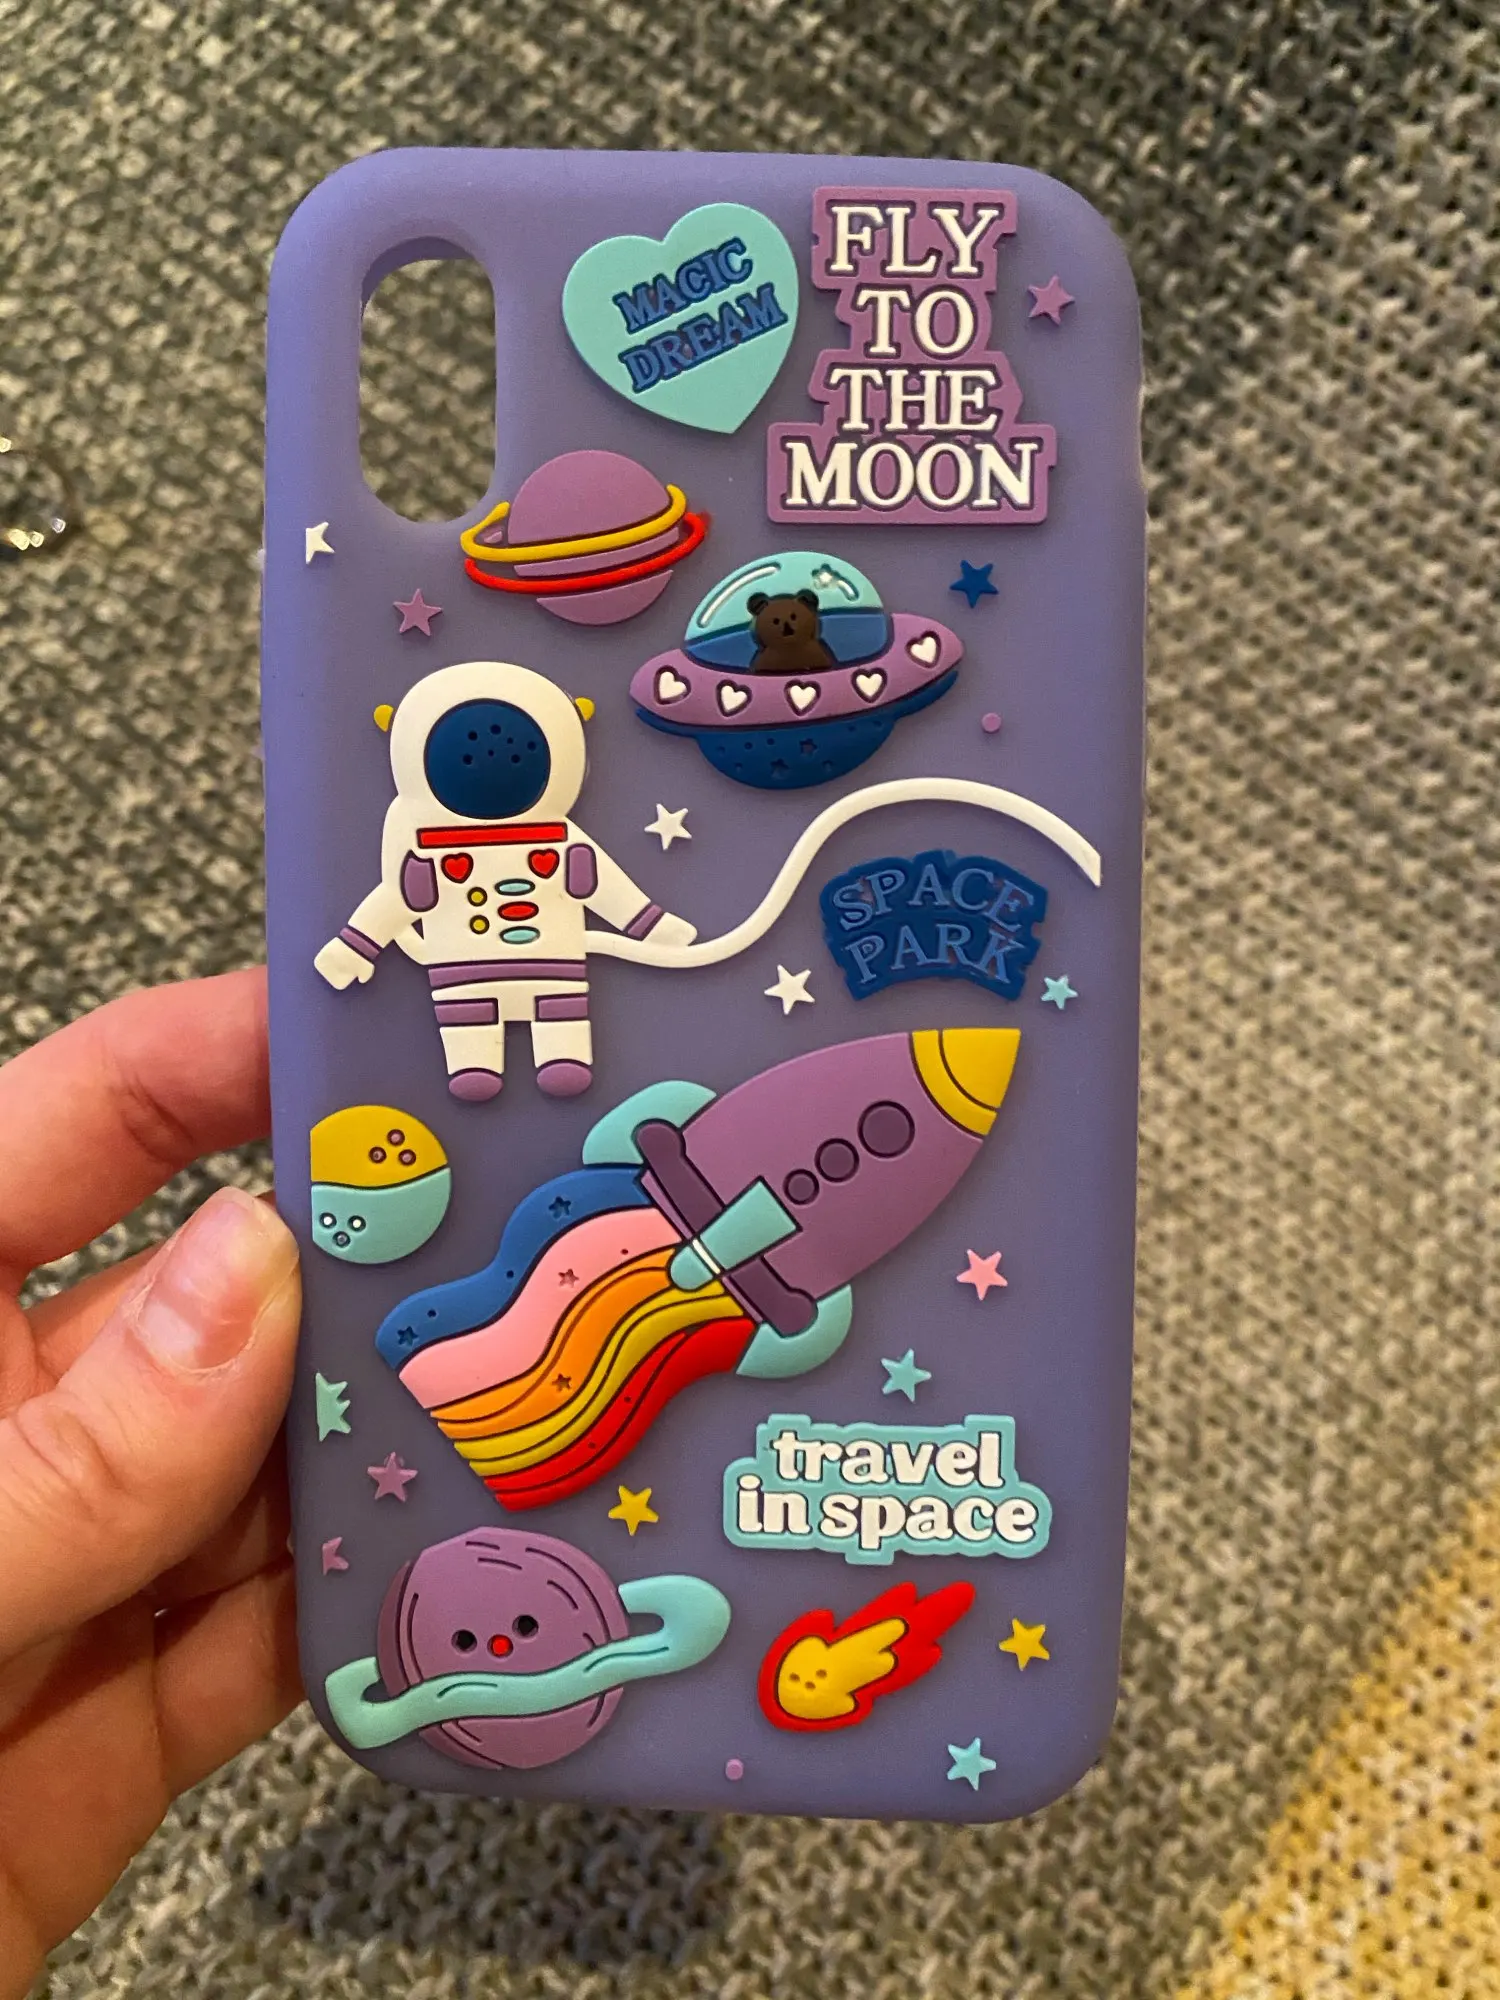 MAGIC
DREAM
FLY
TO
THE
MOON
SPACE
PARK
travel
in space